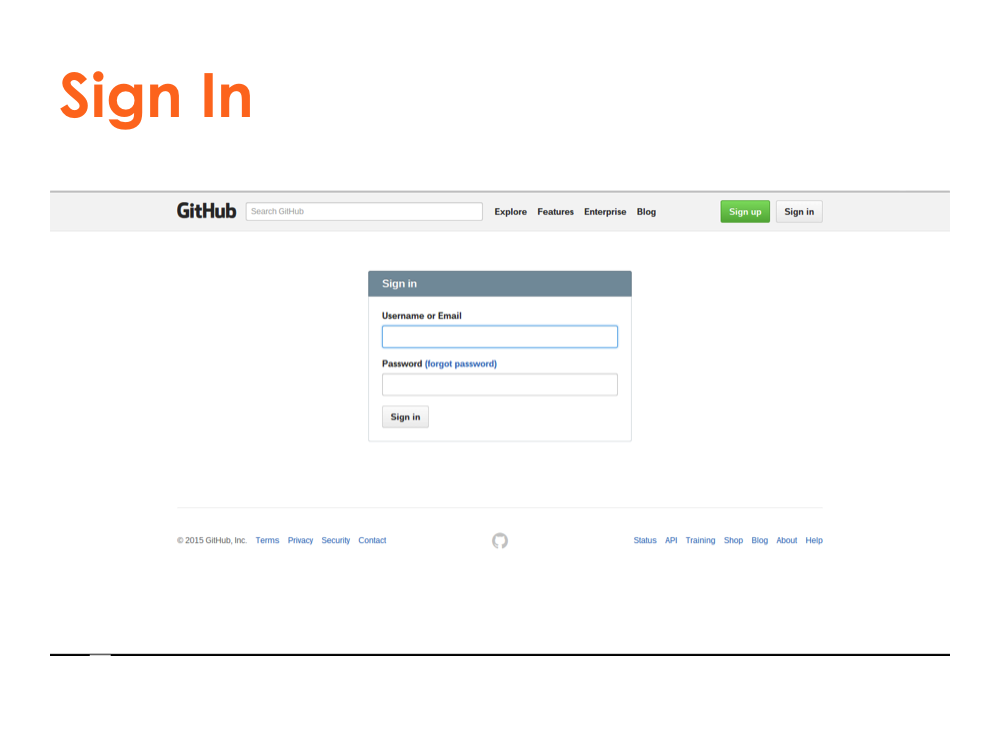 Sign In
GitHub Search GitHub Explore Features Enterprise Blog Sign up Sign in
Sign in
Username or Email
Password (forgot password)
Sign in
© 2015 GitHub, Inc. Terms Privacy Security Contact Status API Training Shop Blog About Help